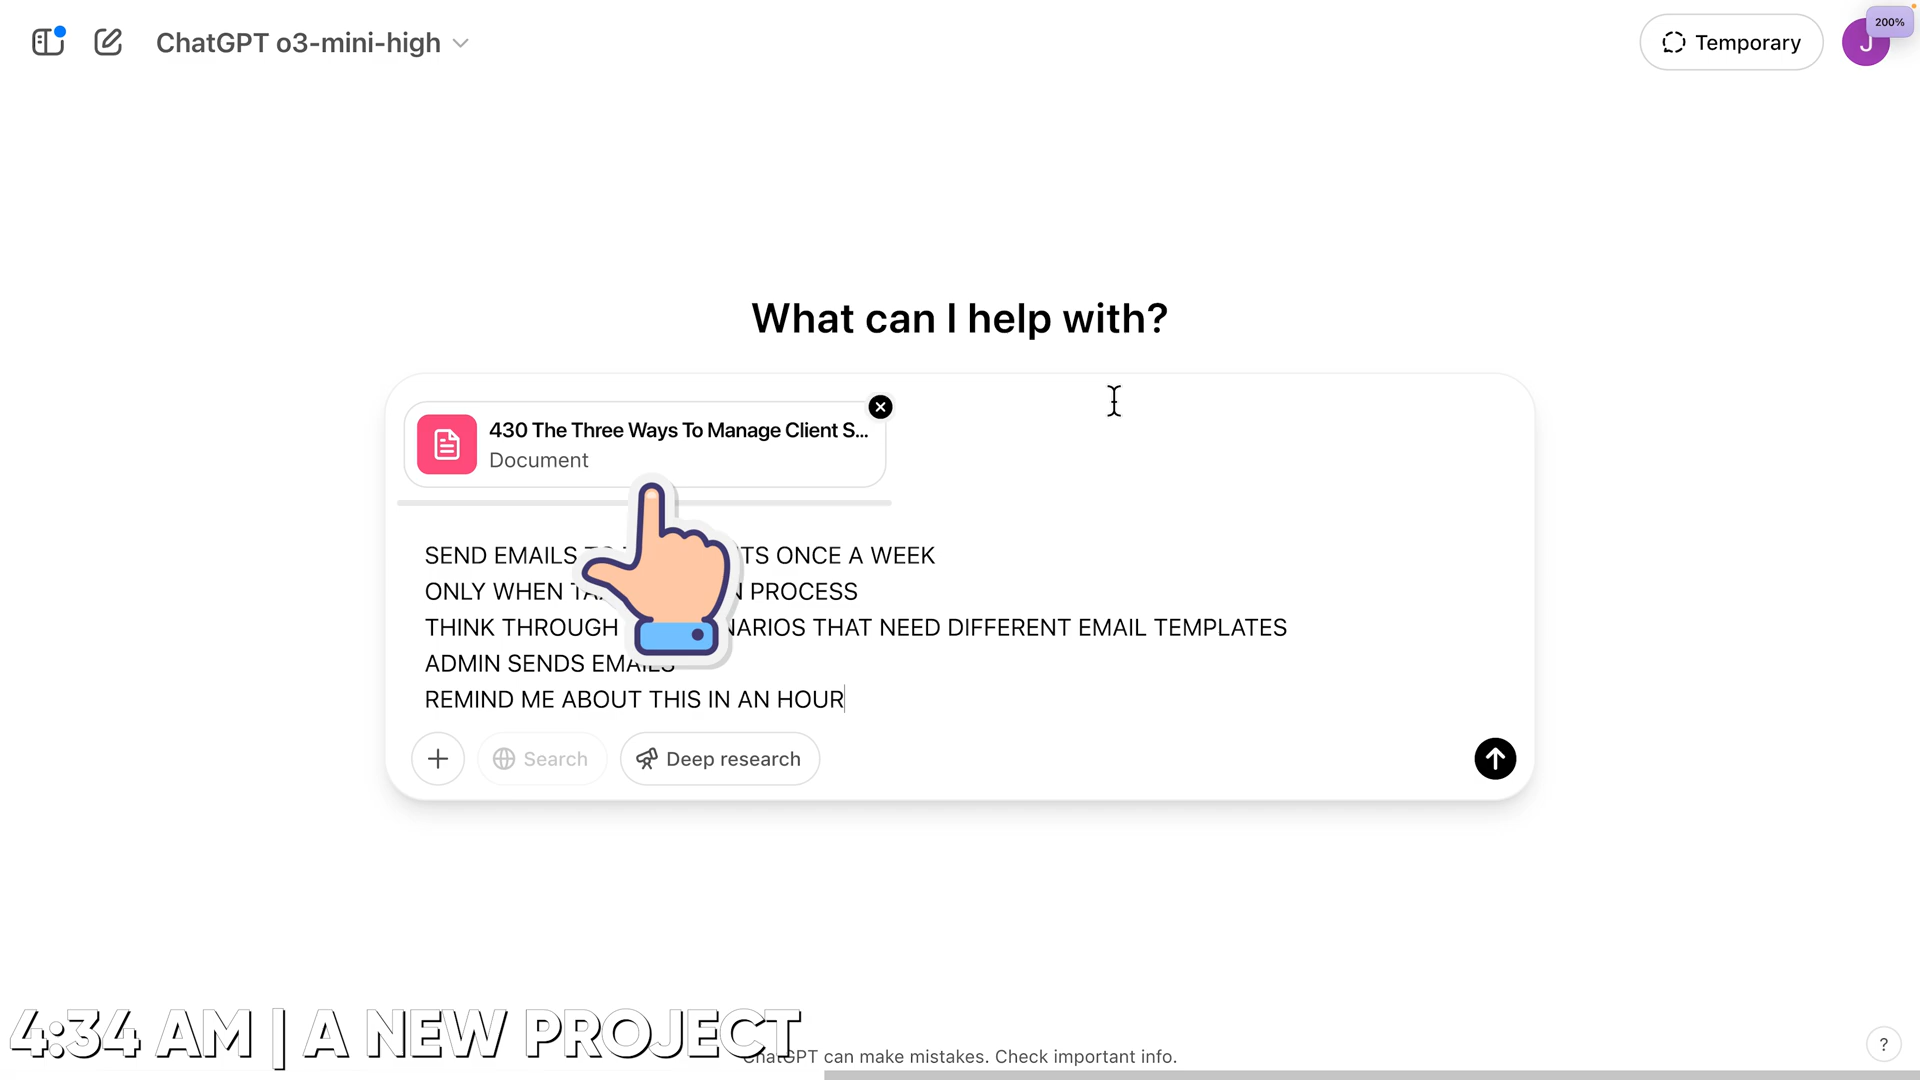 ChatGPT o3-mini-high
Temporary
200%
J
What can I help with?
430 The Three Ways To Manage Client S...
Document
SEND EMAILS TS ONCE A WEEK
ONLY WHEN PROCESS
THINK THROUGH THAT NEED DIFFERENT EMAIL TEMPLATES
ADMIN SENDS EMAILS
REMIND ME ABOUT THIS IN AN HOUR
Search
Deep research
4:34 AM | A NEW PROJECT
ChatGPT can make mistakes. Check important info.
?